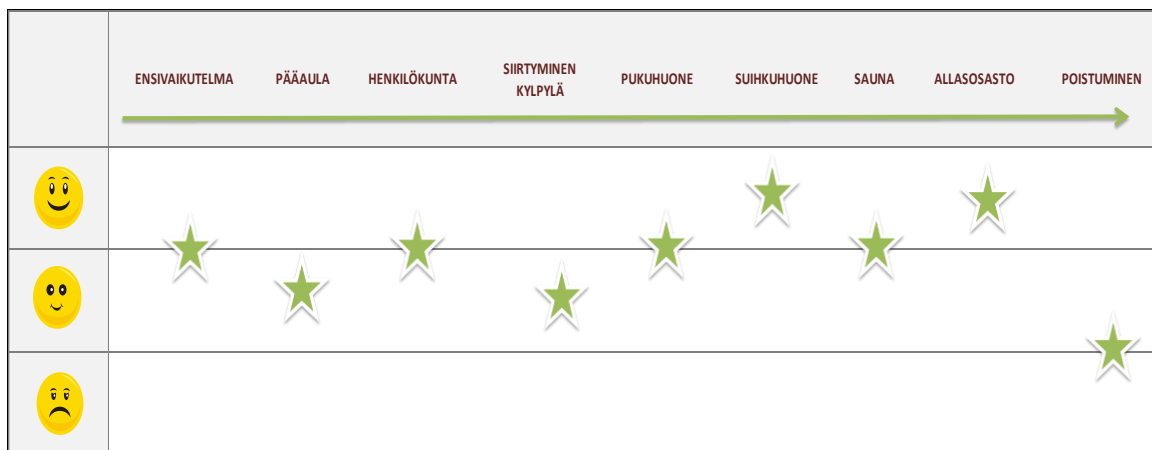 ENSIVAIKUTELMA
PÄÄAULA
HENKILÖKUNTA
SIIRTYMINEN
KYLPYLÄ
PUKUHUONE
SUIHKUHUONE
SAUNA
ALLASOSASTO
POISTUMINEN